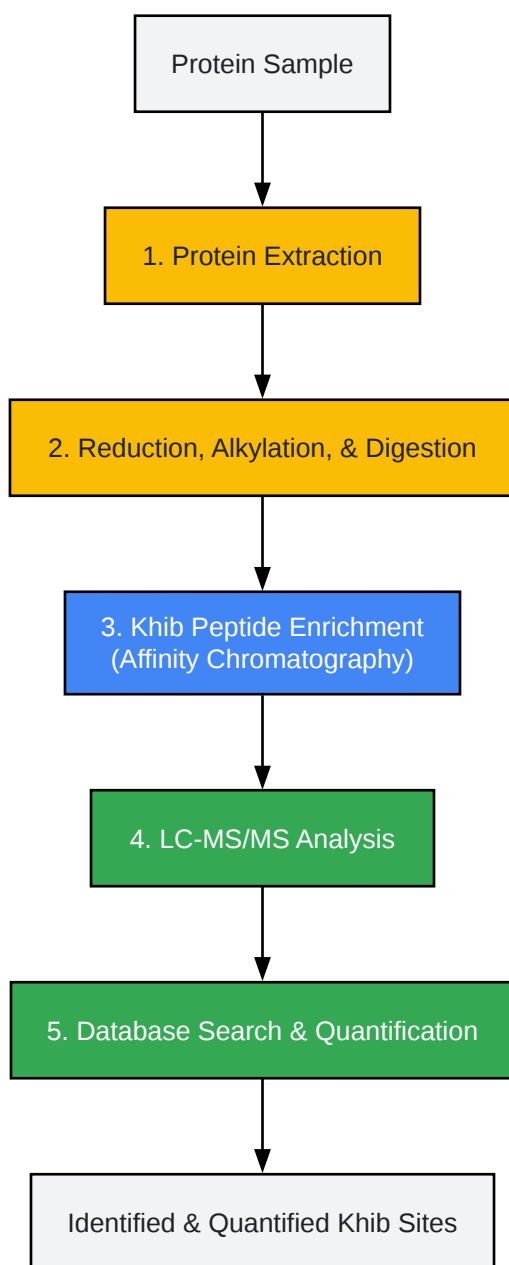 Protein Sample
1. Protein Extraction
2. Reduction, Alkylation, & Digestion
3. Khib Peptide Enrichment
(Affinity Chromatography)
4. LC-MS/MS Analysis
5. Database Search & Quantification
Identified & Quantified Khib Sites